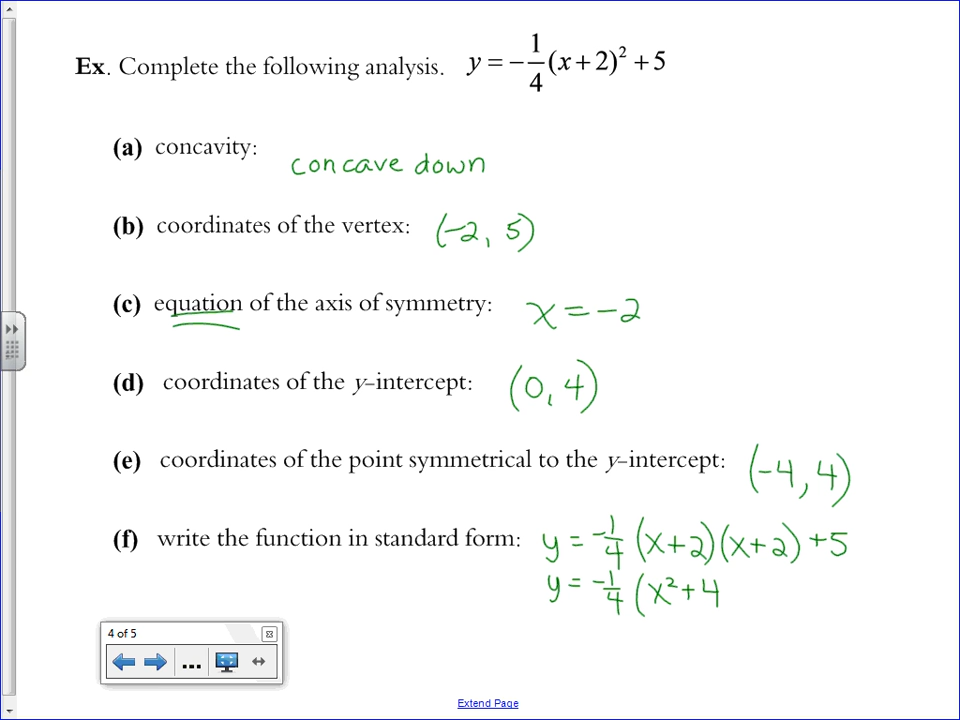 Ex. Complete the following analysis. y = -1/4(x+2)² + 5
(a) concavity: concave down
(b) coordinates of the vertex: (-2, 5)
(c) equation of the axis of symmetry: x = -2
(d) coordinates of the y-intercept: (0, 4)
(e) coordinates of the point symmetrical to the y-intercept: (-4, 4)
(f) write the function in standard form: y = -1/4 (x+2)(x+2) +5
y = -1/4 (x²+4
4 of 5
...
Extend Page